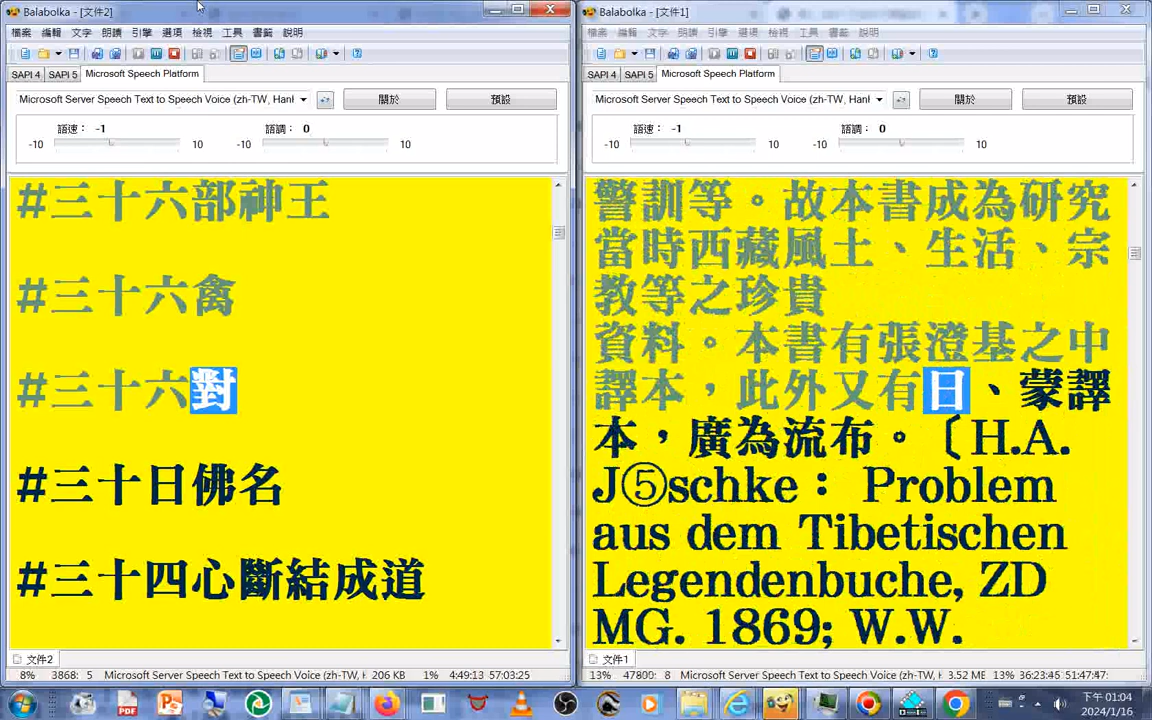 Balabolka - [文件2]
檔案 編輯 文字 朗讀 引擎 選項 檢視 工具 書籤 說明
SAPI 4 SAPI 5 Microsoft Speech Platform
Microsoft Server Speech Text to Speech Voice (zh-TW, Hanl
關於 預設
語速： -1 語調： 0
-10 10 -10 10
#三十六部神王
#三十六禽
#三十六對
#三十日佛名
#三十四心斷結成道
文件2
8% 3868: 5 Microsoft Server Speech Text to Speech Voice (zh-TW, H 206 KB 1% 4:49:13 57:03:25
Balabolka - [文件1]
檔案 編輯 文字 朗讀 引擎 選項 檢視 工具 書籤 說明
SAPI 4 SAPI 5 Microsoft Speech Platform
Microsoft Server Speech Text to Speech Voice (zh-TW, Hanl
關於 預設
語速： -1 語調： 0
-10 10 -10 10
警訓等。故本書成為研究
當時西藏風土、生活、宗
教等之珍貴
資料。本書有張澄基之中
譯本，此外又有日、蒙譯
本，廣為流布。〔H.A.
J⑤schke： Problem
aus dem Tibetischen
Legendenbuche, ZD
MG. 1869; W.W.
文件1
13% 47800: 8 Microsoft Server Speech Text to Speech Voice (zh-TW, 3.52 ME 13% 36:23:45 51:47:47:
下午 01:04
2024/1/16